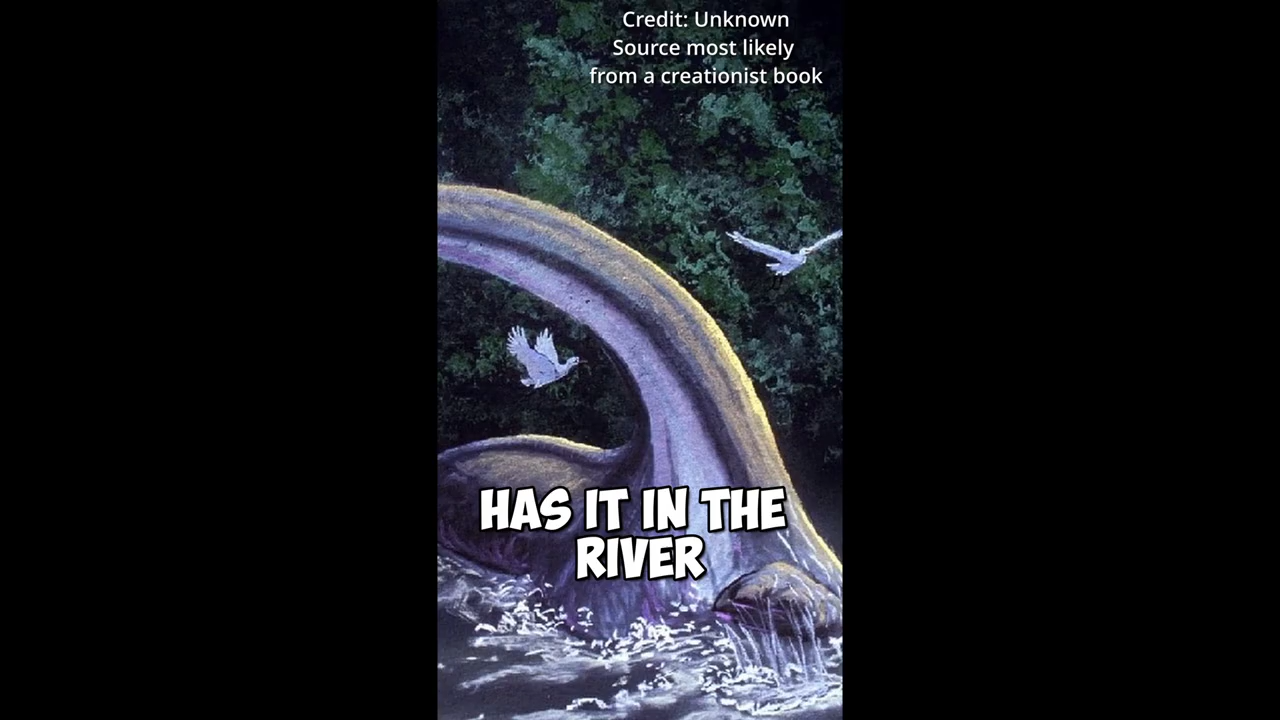 Credit: Unknown
Source most likely
from a creationist book
HAS IT IN THE
RIVER